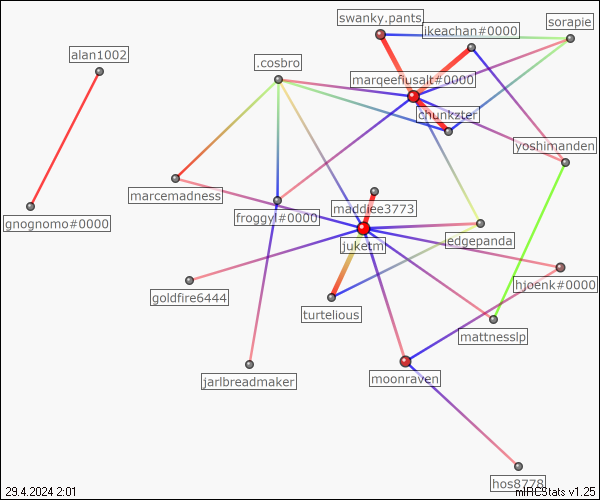 swanky.pants
ikeachan#0000
sorapie
alan1002
.cosbro
marqeefiusalt#0000
chunkzter
yoshimanden
marcemadness
maddiee3773
gnognomo#0000
froggyl#0000
juketm
edgepanda
goldfire6444
hjoenk#0000
turtelious
mattnesslp
jarlbreadmaker
moonraven
hos8778
29.4.2024 2:01
mIRCStats v1.25